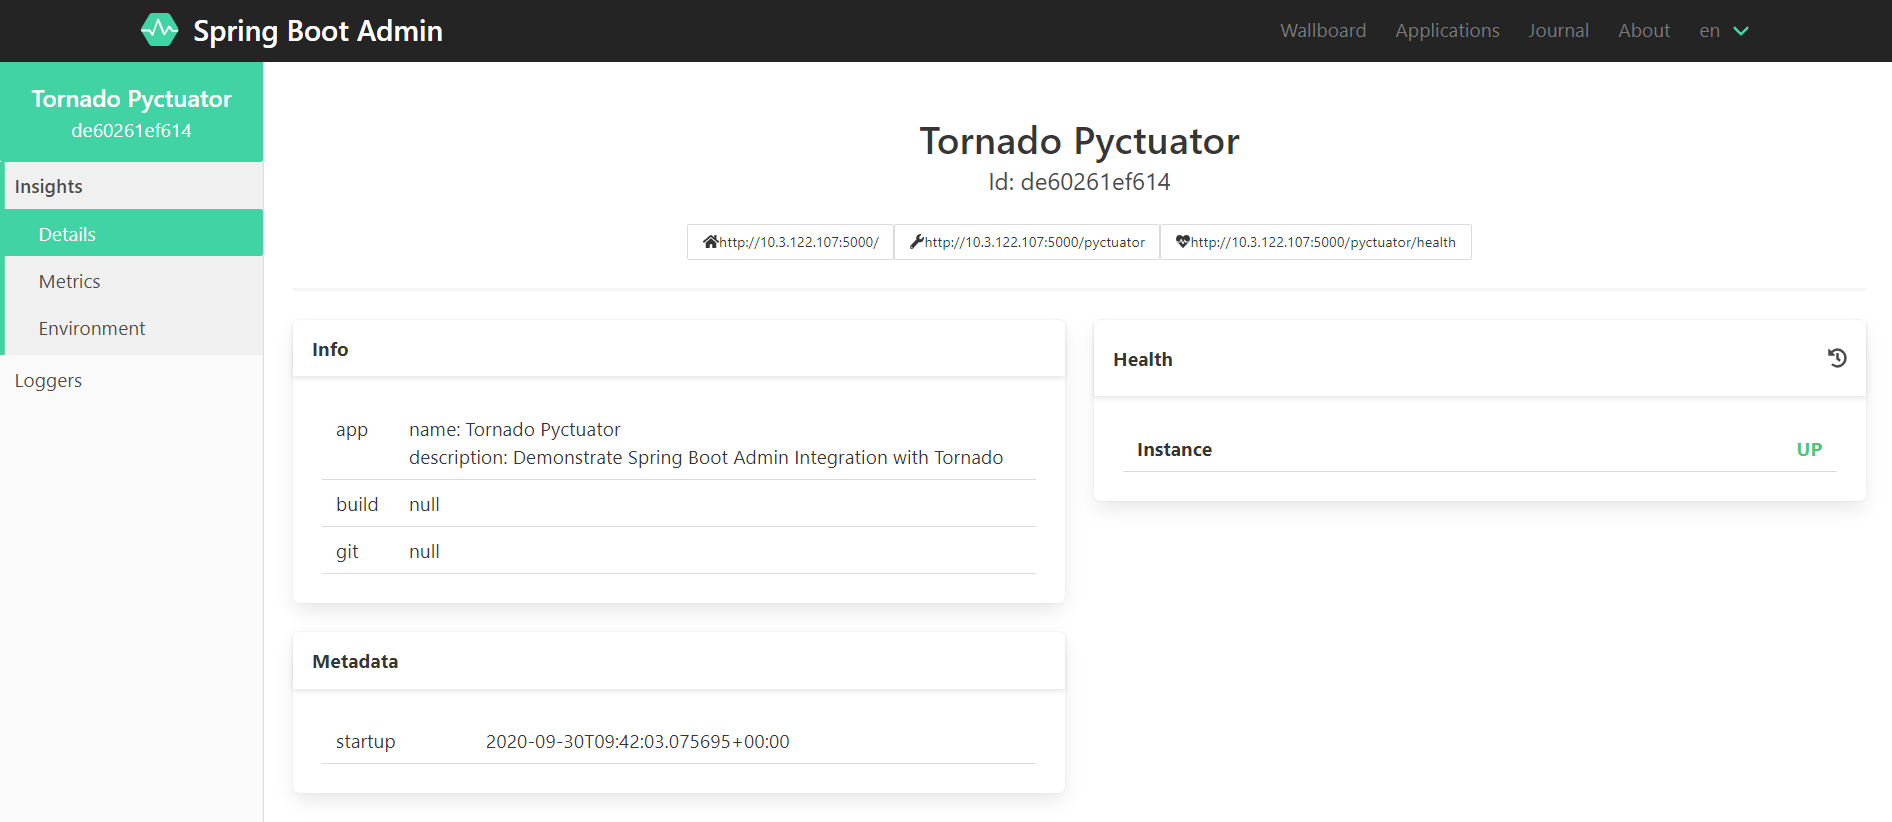 Spring Boot Admin
Wallboard Applications Journal About en
Tornado Pyctuator
de60261ef614
Insights
Details
Metrics
Environment
Loggers
Tornado Pyctuator
Id: de60261ef614
http://10.3.122.107:5000/ http://10.3.122.107:5000/pyctuator http://10.3.122.107:5000/pyctuator/health
Info
app name: Tornado Pyctuator
description: Demonstrate Spring Boot Admin Integration with Tornado
build null
git null
Metadata
startup 2020-09-30T09:42:03.075695+00:00
Health
Instance UP